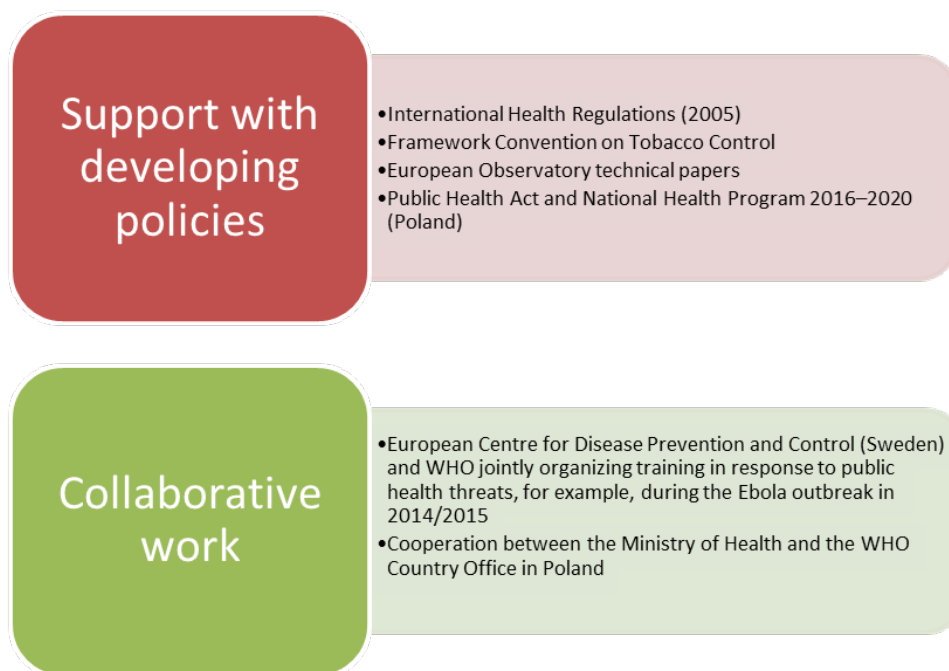 Support with
developing
policies
•International Health Regulations (2005)
•Framework Convention on Tobacco Control
•European Observatory technical papers
•Public Health Act and National Health Program 2016–2020
(Poland)
Collaborative
work
•European Centre for Disease Prevention and Control (Sweden)
and WHO jointly organizing training in response to public
health threats, for example, during the Ebola outbreak in
2014/2015
•Cooperation between the Ministry of Health and the WHO
Country Office in Poland